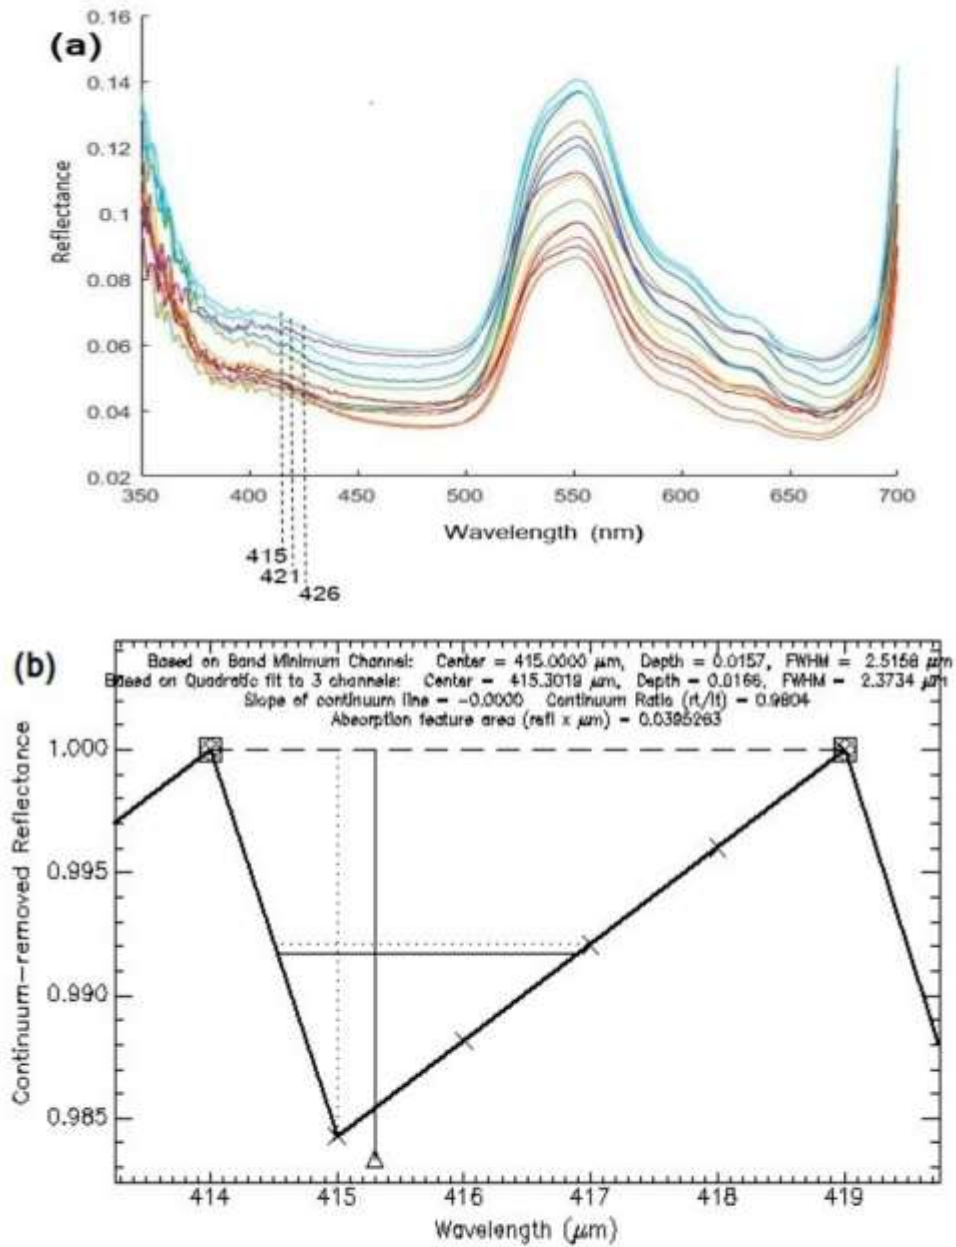 (a)
0.16
0.14
0.12
0.1
0.08
0.06
0.04
0.02
Reflectance
350 400 450 500 550 600 650 700
Wavelength (nm)
415
421
426
(b)
Based on Band Minimum Channel: Center = 415.0000 μm, Depth = 0.0157, FWHM = 2.5158 μm
Based on Quadratic fit to 3 channels: Center = 415.3019 μm, Depth = 0.0166, FWHM = 2.3734 μm
Slope of continuum line = -0.0000 Continuum Ratio (rt/lt) = 0.9804
Absorption feature area (refl x μm) = 0.0395263
1.000
0.995
0.990
0.985
Continuum-removed Reflectance
414 415 416 417 418 419
Wavelength (μm)